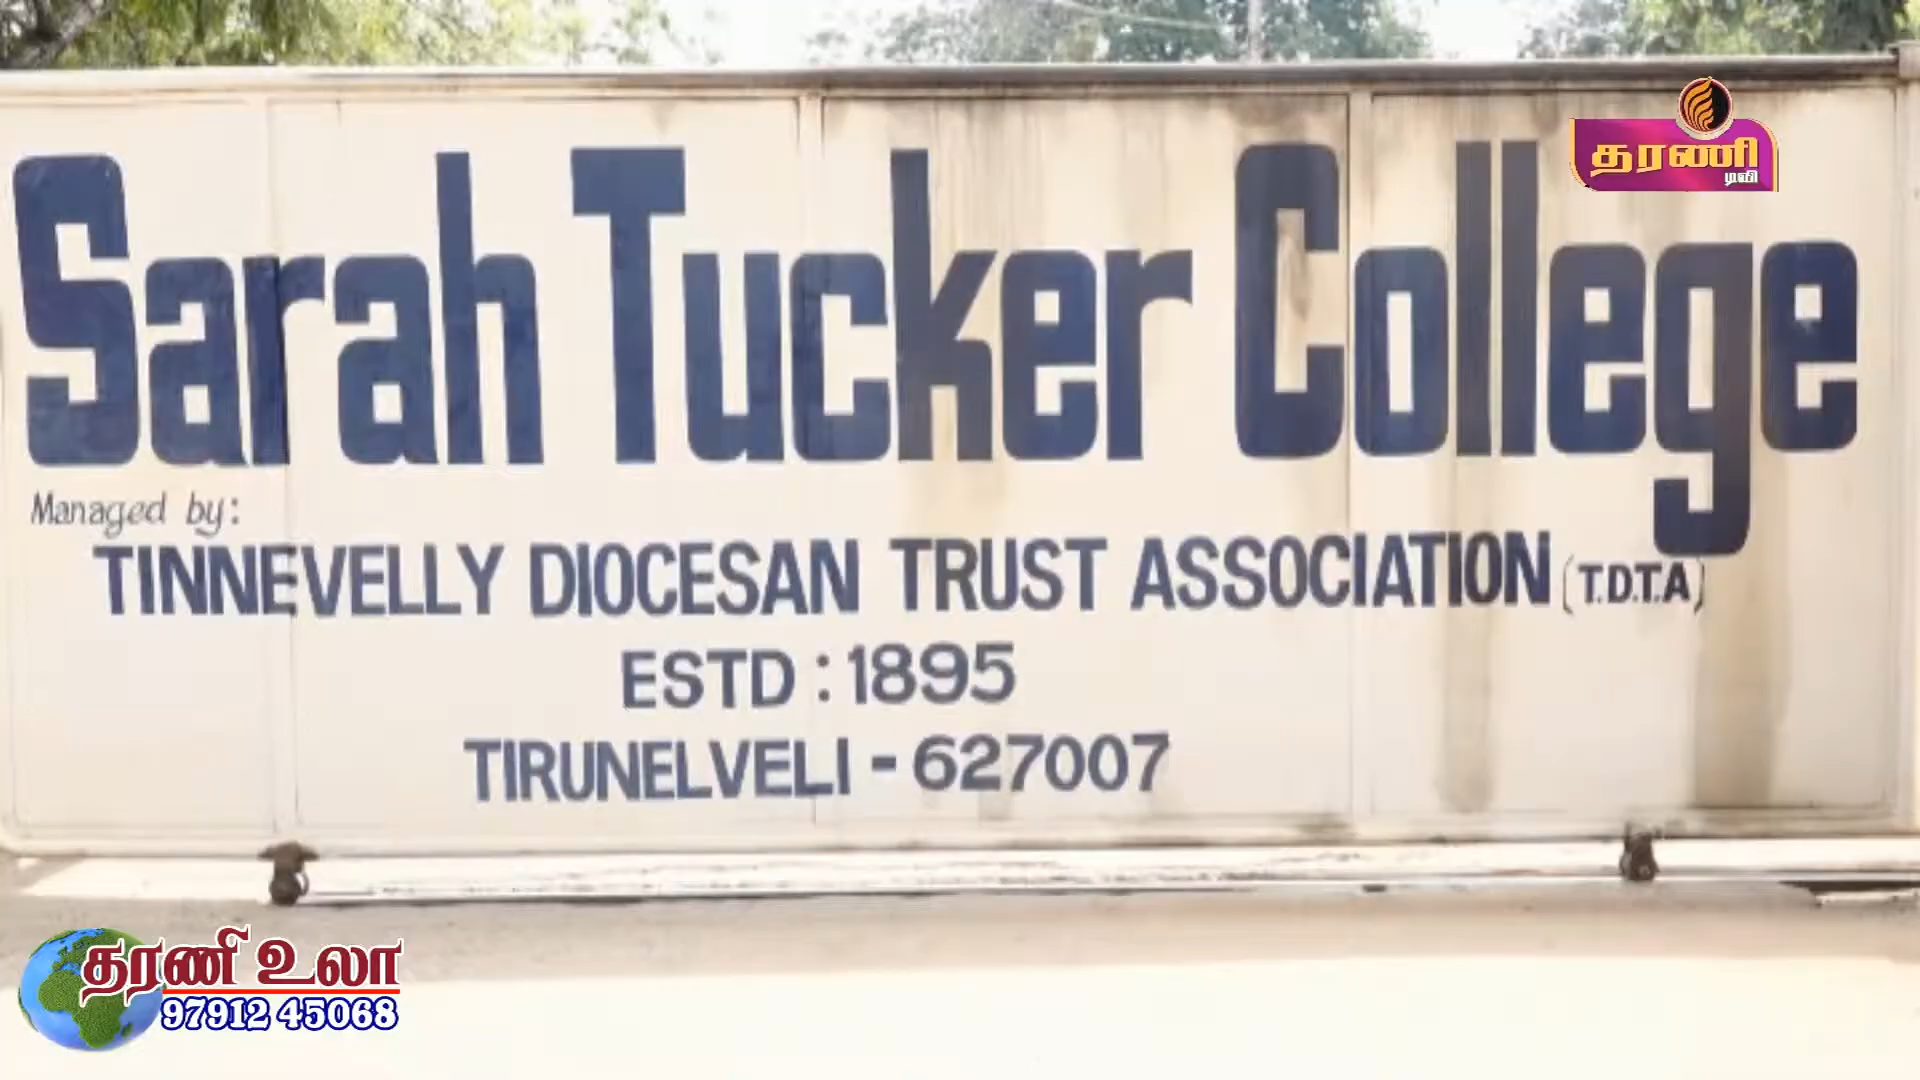 தரணி
டிவி
Sarah Tucker College
Managed by:
TINNEVELLY DIOCESAN TRUST ASSOCIATION (T.D.T.A)
ESTD : 1895
TIRUNELVELI - 627007
தரணி உலா
97912 45068